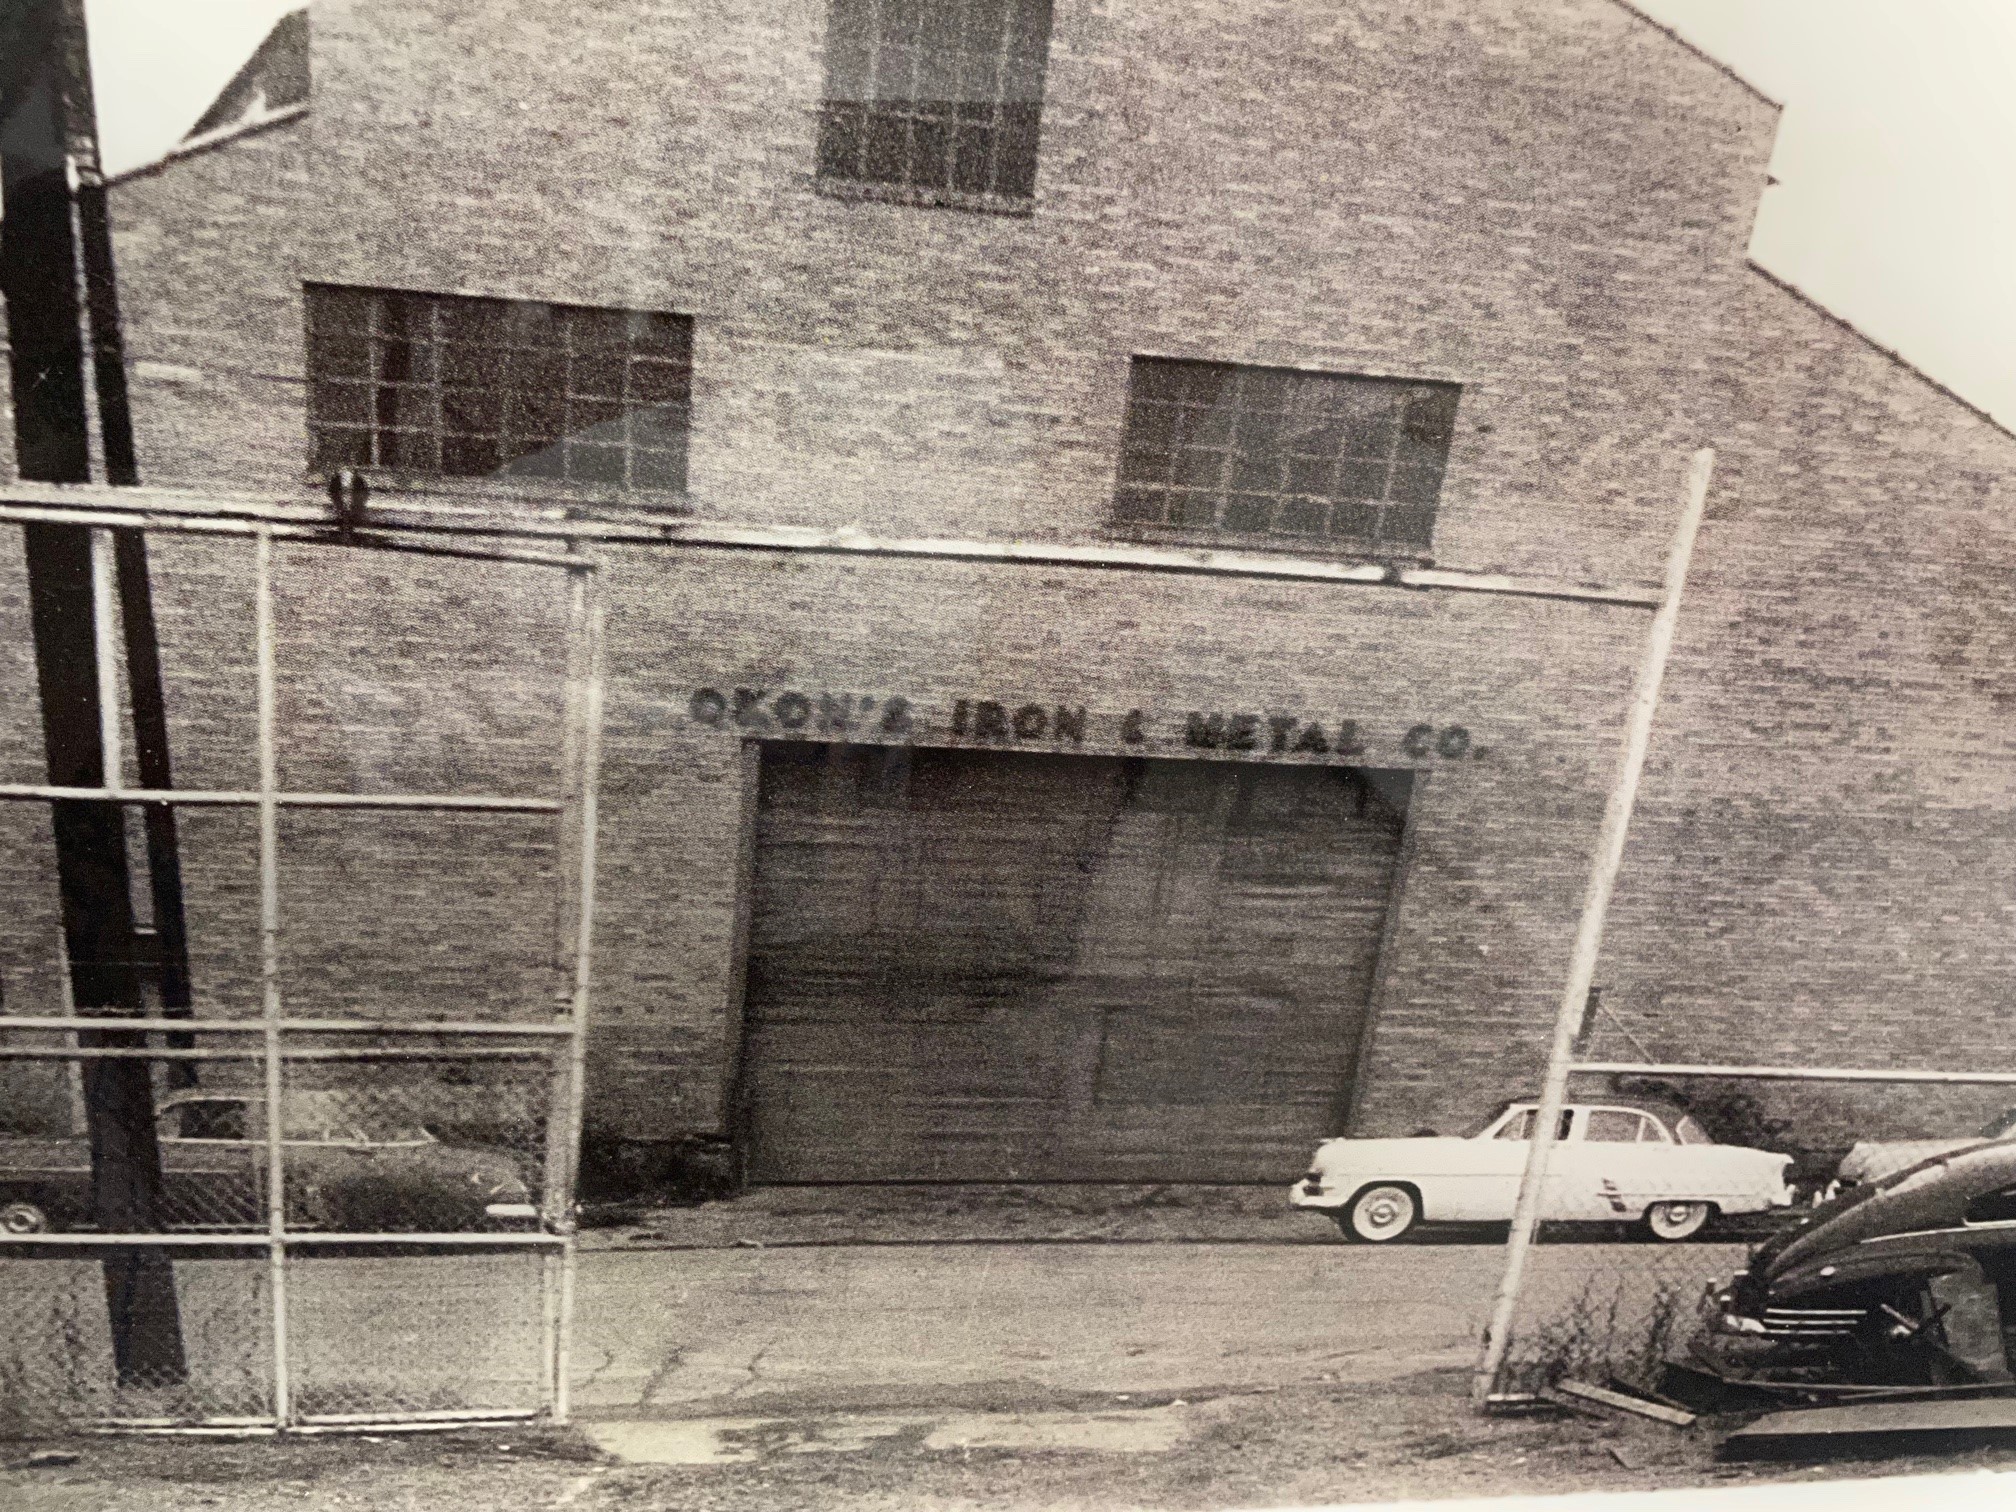 OKON'S IRON & METAL CO.